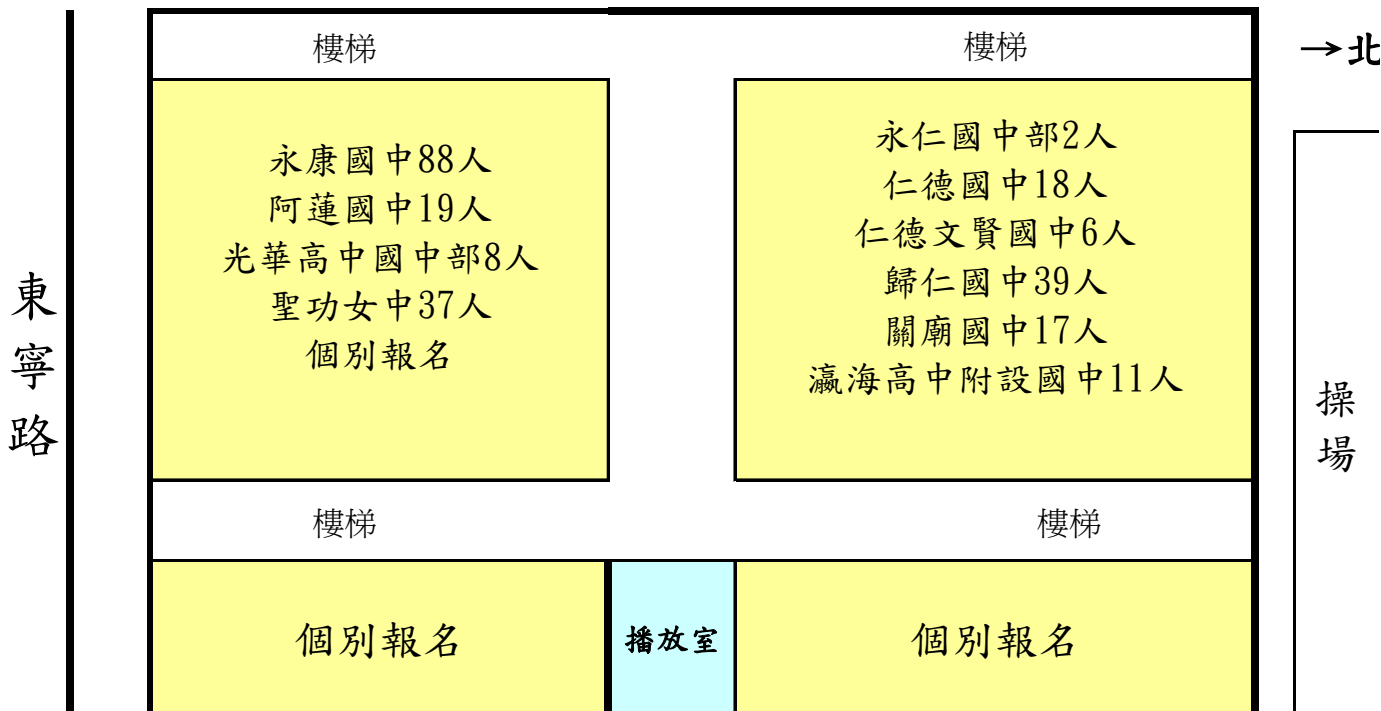 樓梯
樓梯
→北
永康國中88人
阿蓮國中19人
光華高中國中部8人
聖功女中37人
個別報名
永仁國中部2人
仁德國中18人
仁德文賢國中6人
歸仁國中39人
關廟國中17人
瀛海高中附設國中11人
東寧路
操場
樓梯
樓梯
個別報名
播放室
個別報名